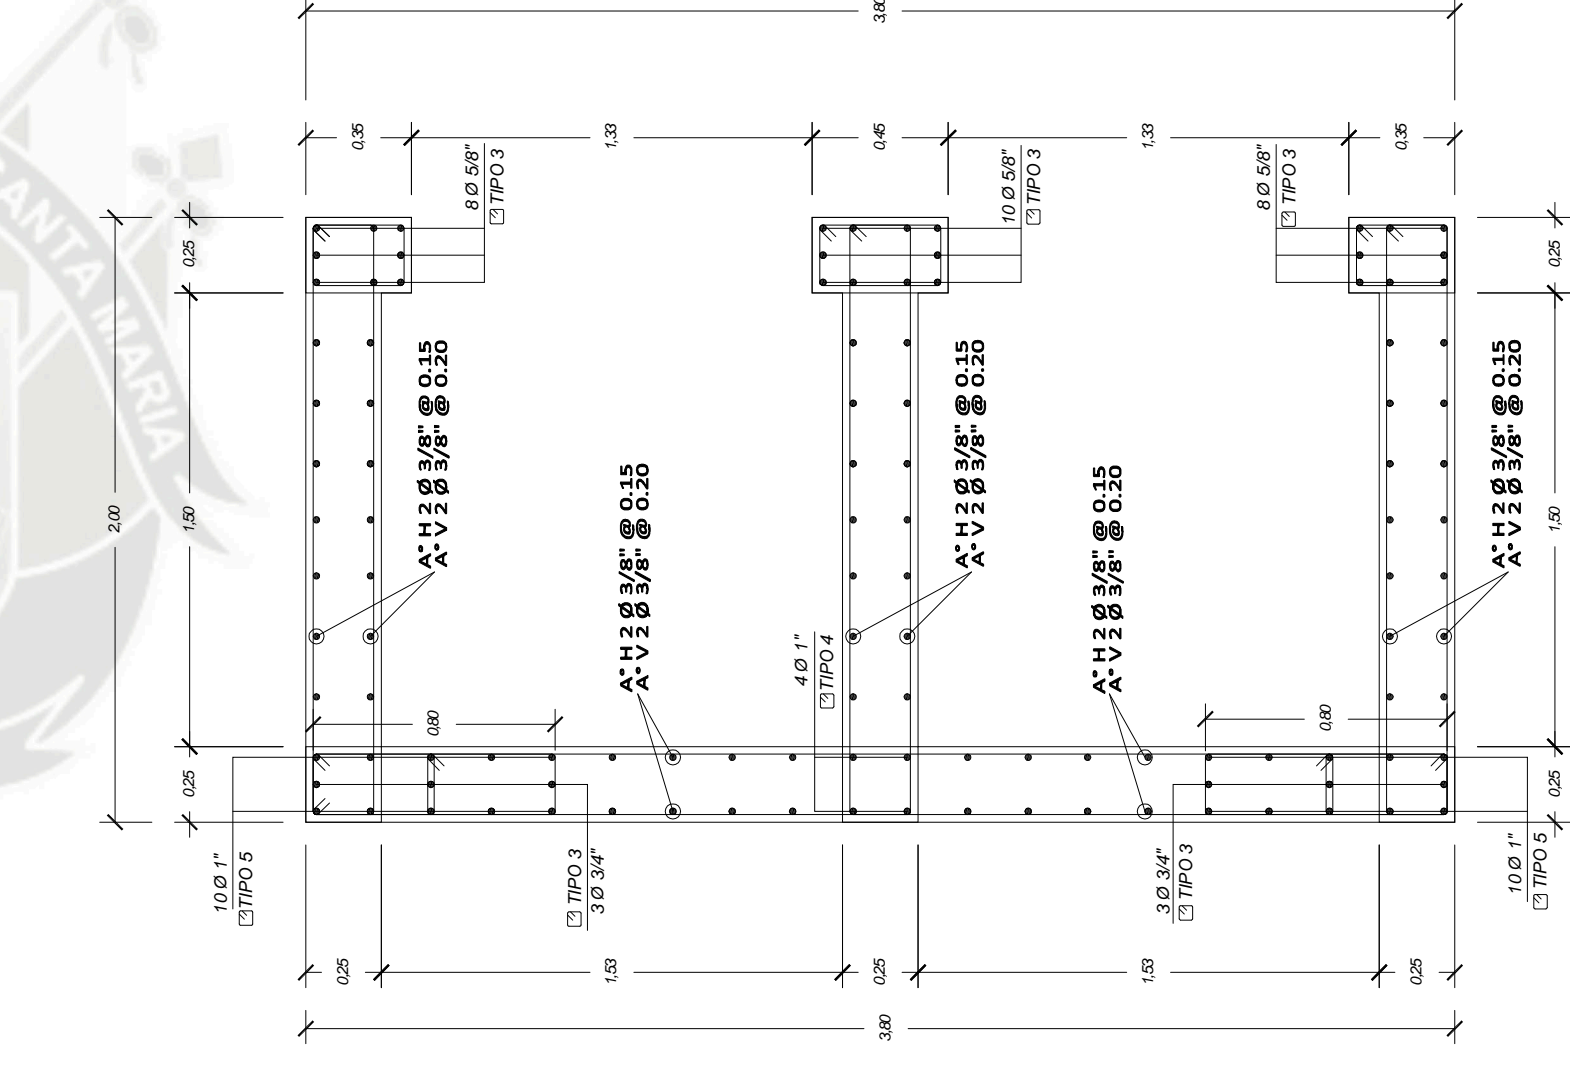 3,80
0,35
1,33
0,45
1,33
0,35
8 Ø 5/8"
TIPO 3
10 Ø 5/8"
TIPO 3
8 Ø 5/8"
TIPO 3
0,25
0,25
SANTA MARIA
2,00
1,50
1,50
A° H 2 Ø 3/8" @ 0.15
A° V 2 Ø 3/8" @ 0.20
A° H 2 Ø 3/8" @ 0.15
A° V 2 Ø 3/8" @ 0.20
A° H 2 Ø 3/8" @ 0.15
A° V 2 Ø 3/8" @ 0.20
A° H 2 Ø 3/8" @ 0.15
A° V 2 Ø 3/8" @ 0.20
A° H 2 Ø 3/8" @ 0.15
A° V 2 Ø 3/8" @ 0.20
4 Ø 1"
TIPO 4
0,80
0,80
0,25
0,25
10 Ø 1"
TIPO 5
TIPO 3
3 Ø 3/4"
3 Ø 3/4"
TIPO 3
10 Ø 1"
TIPO 5
0,25
1,53
0,25
1,53
0,25
3,80